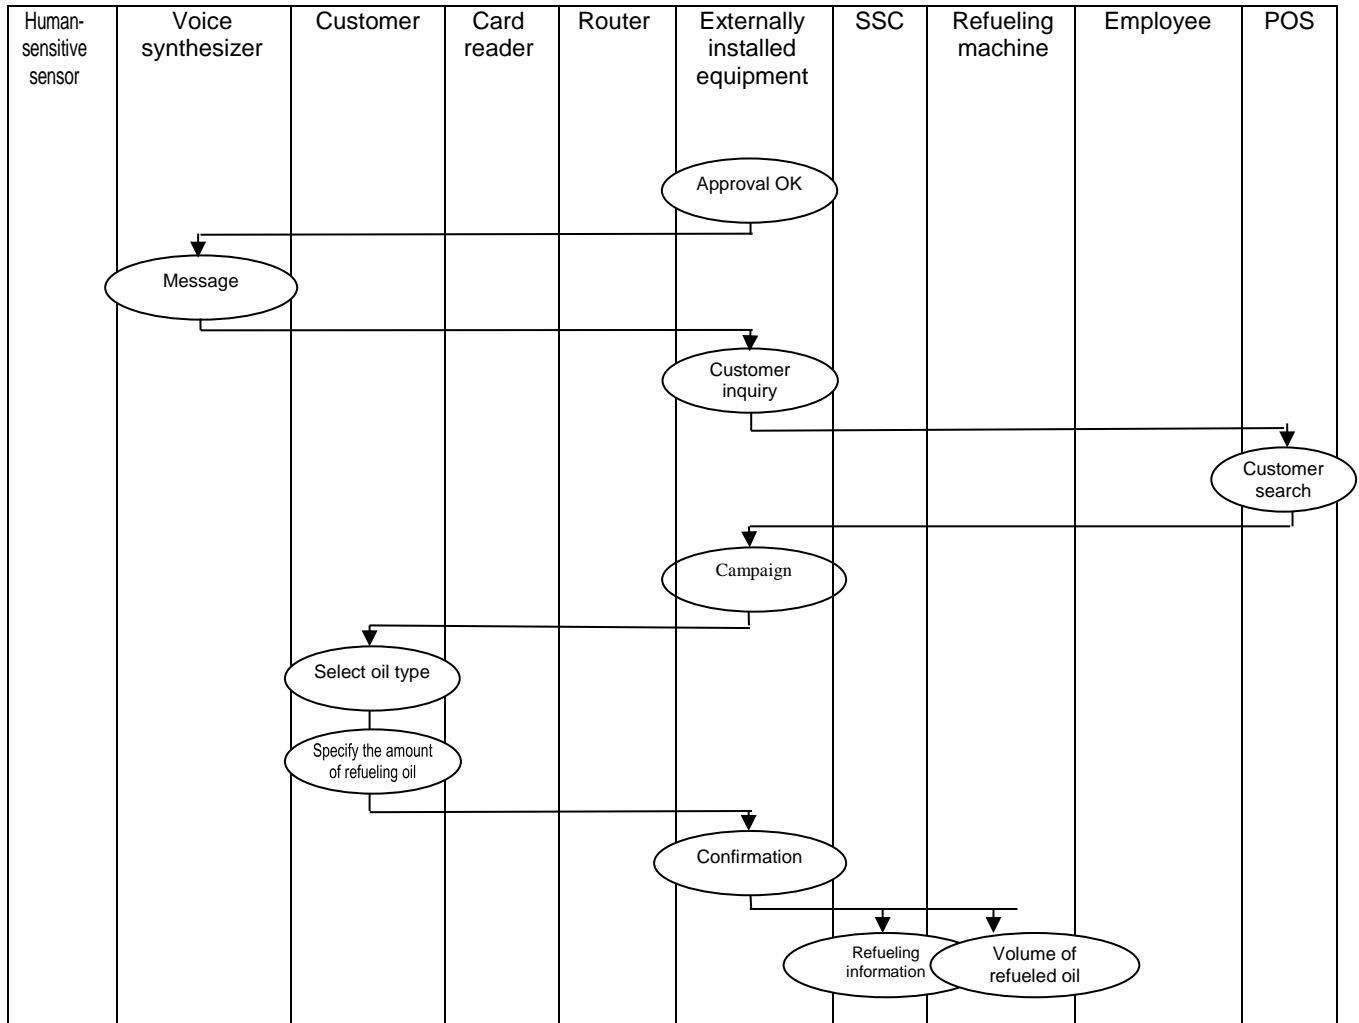 Human-
sensitive
sensor
Voice
synthesizer
Customer
Card
reader
Router
Externally
installed
equipment
SSC
Refueling
machine
Employee
POS
Approval OK
Message
Customer
inquiry
Customer
search
Campaign
Select oil type
Specify the amount
of refueling oil
Confirmation
Refueling
information
Volume of
refueled oil